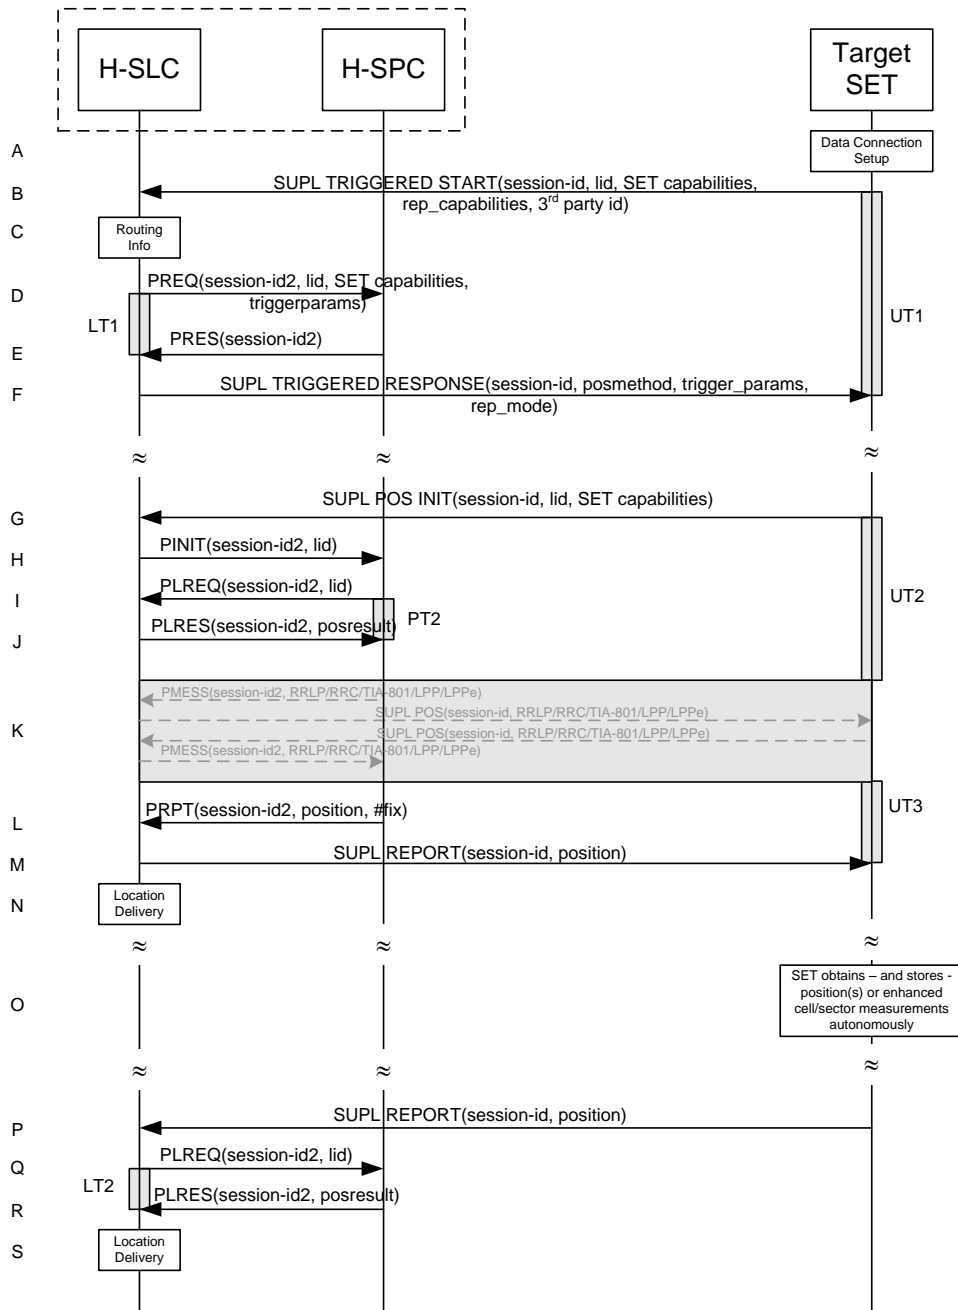 H-SLC
H-SPC
Target
SET
A
Data Connection
Setup
B
SUPL TRIGGERED START(session-id, lid, SET capabilities,
rep_capabilities, 3rd party id)
C
Routing
Info
D
PREQ(session-id2, lid, SET capabilities,
triggerparams)
LT1
UT1
E
PRES(session-id2)
F
SUPL TRIGGERED RESPONSE(session-id, posmethod, trigger_params,
rep_mode)
≈ ≈ ≈
G
SUPL POS INIT(session-id, lid, SET capabilities)
H
PINIT(session-id2, lid)
I
PLREQ(session-id2, lid)
UT2
PT2
J
PLRES(session-id2, posresult)
PMESS(session-id2, RRLP/RRC/TIA-801/LPP/LPPe)
SUPL POS(session-id, RRLP/RRC/TIA-801/LPP/LPPe)
K
SUPL POS(session-id, RRLP/RRC/TIA-801/LPP/LPPe)
PMESS(session-id2, RRLP/RRC/TIA-801/LPP/LPPe)
UT3
L
PRPT(session-id2, position, #fix)
M
SUPL REPORT(session-id, position)
N
Location
Delivery
≈ ≈ ≈
O
SET obtains – and stores -
position(s) or enhanced
cell/sector measurements
autonomously
≈ ≈ ≈
P
SUPL REPORT(session-id, position)
Q
PLREQ(session-id2, lid)
LT2
R
PLRES(session-id2, posresult)
S
Location
Delivery